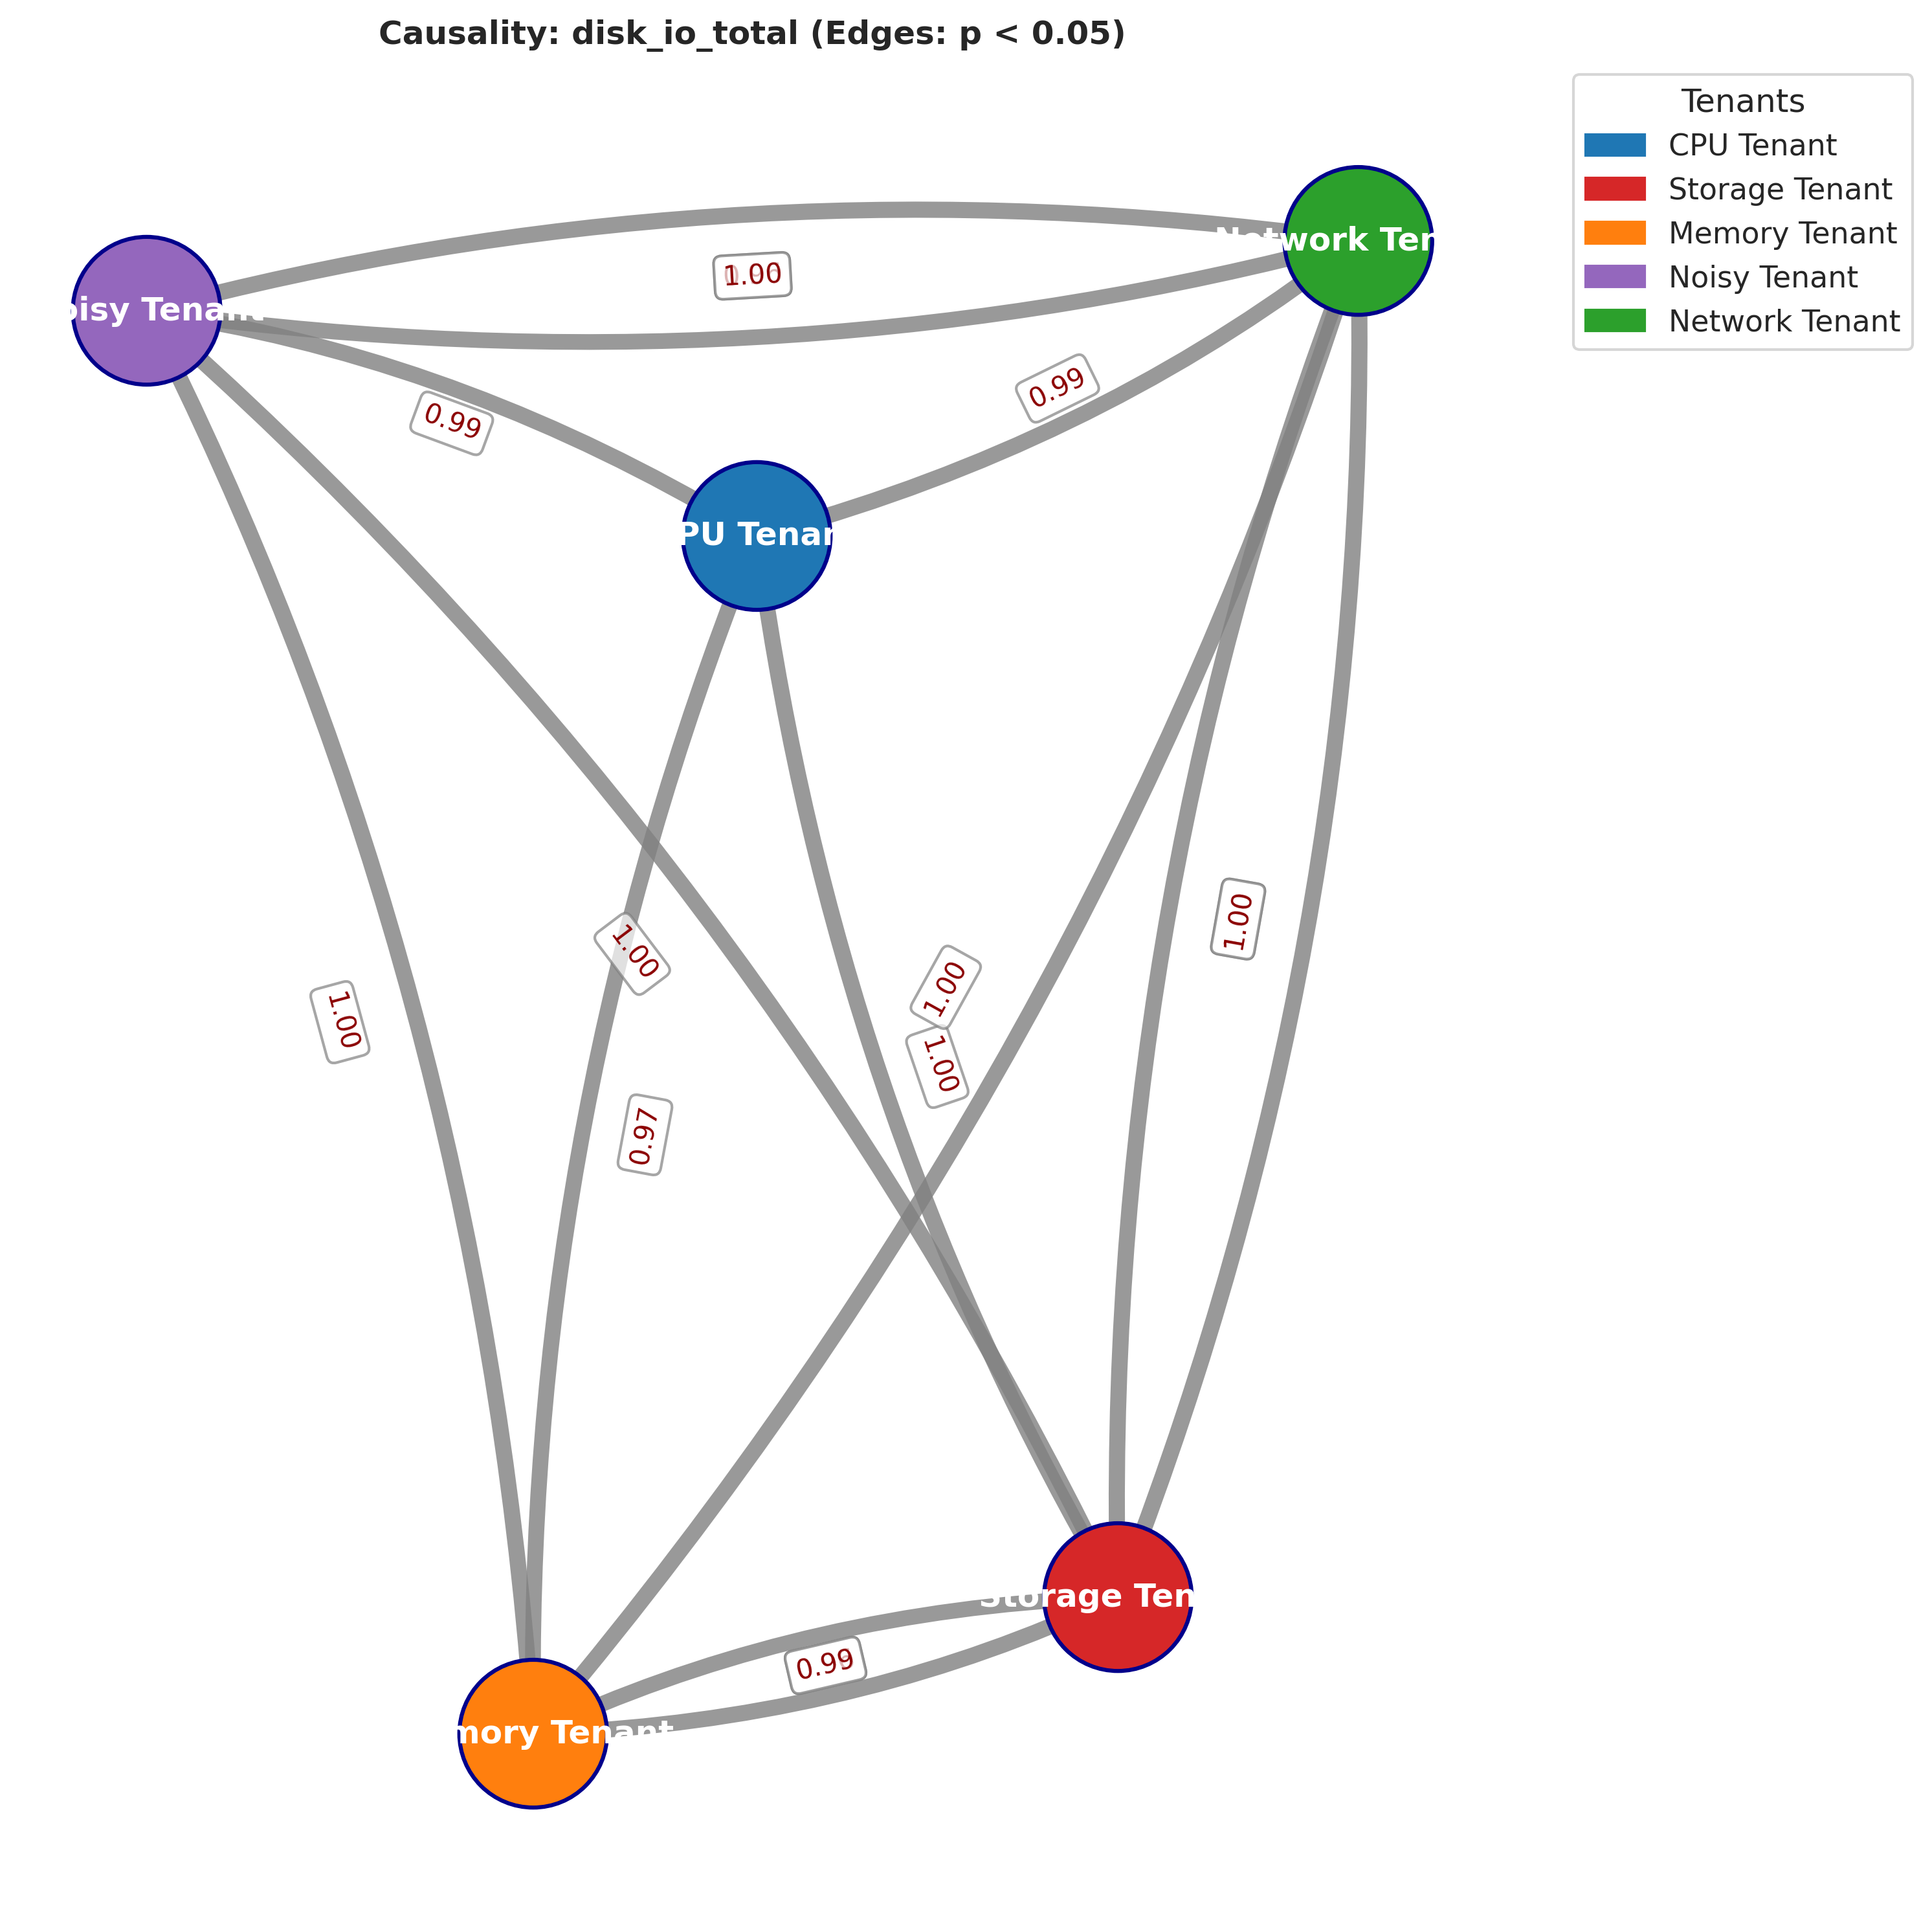 Causality: disk_io_total (Edges: p < 0.05)
Tenants
CPU Tenant
Storage Tenant
Memory Tenant
Noisy Tenant
Network Tenant
Network Ten
oisy Tenant
1.00
0.99
0.99
PU Tenan
1.00
1.00
1.00
1.00
1.00
0.97
Storage Ten
0.99
mory Tenant